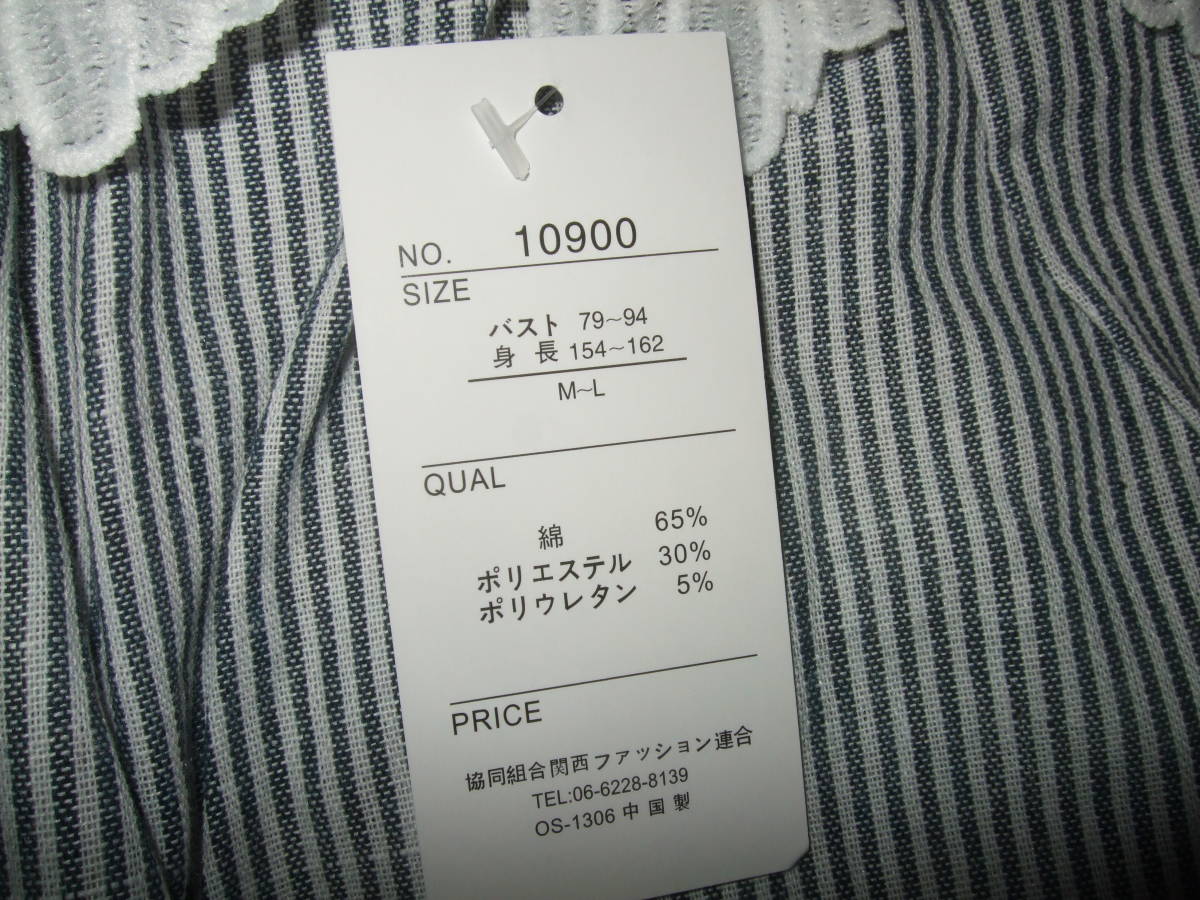 NO. 10900
SIZE
バスト 79~94
身長 154~162
M~L
QUAL
綿 65%
ポリエステル 30%
ポリウレタン 5%
PRICE
協同組合関西ファッション連合
TEL:06-6228-8139
OS-1306 中国製